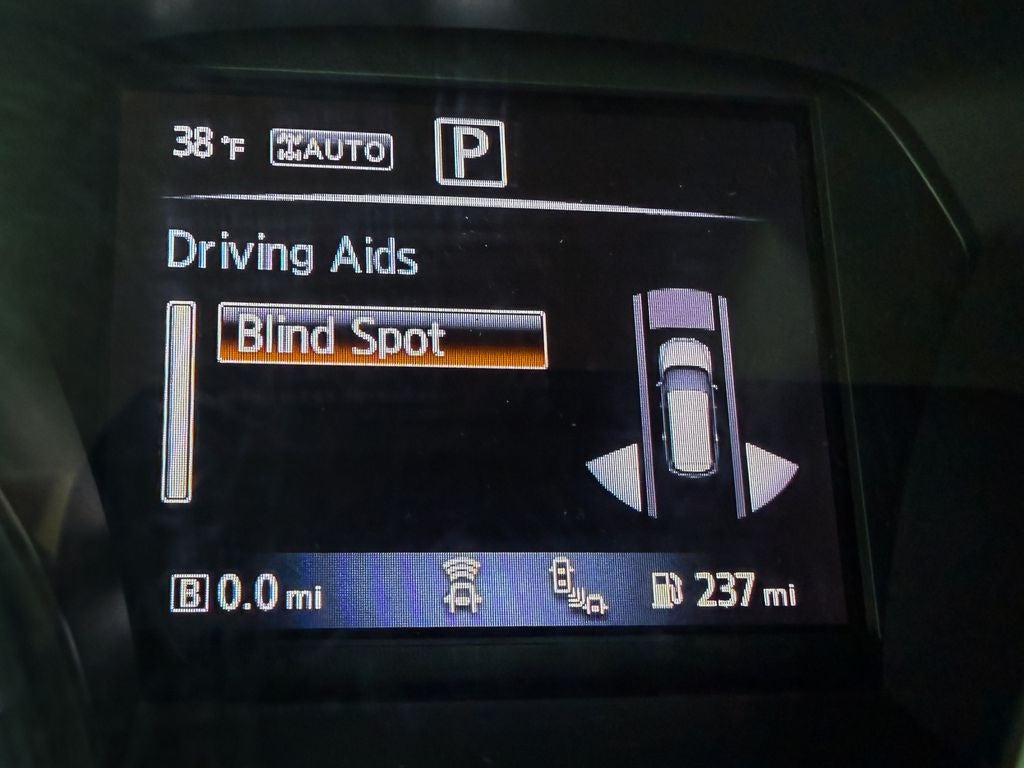 38 °F AUTO P
Driving Aids
Blind Spot
B 0.0 mi 237 mi